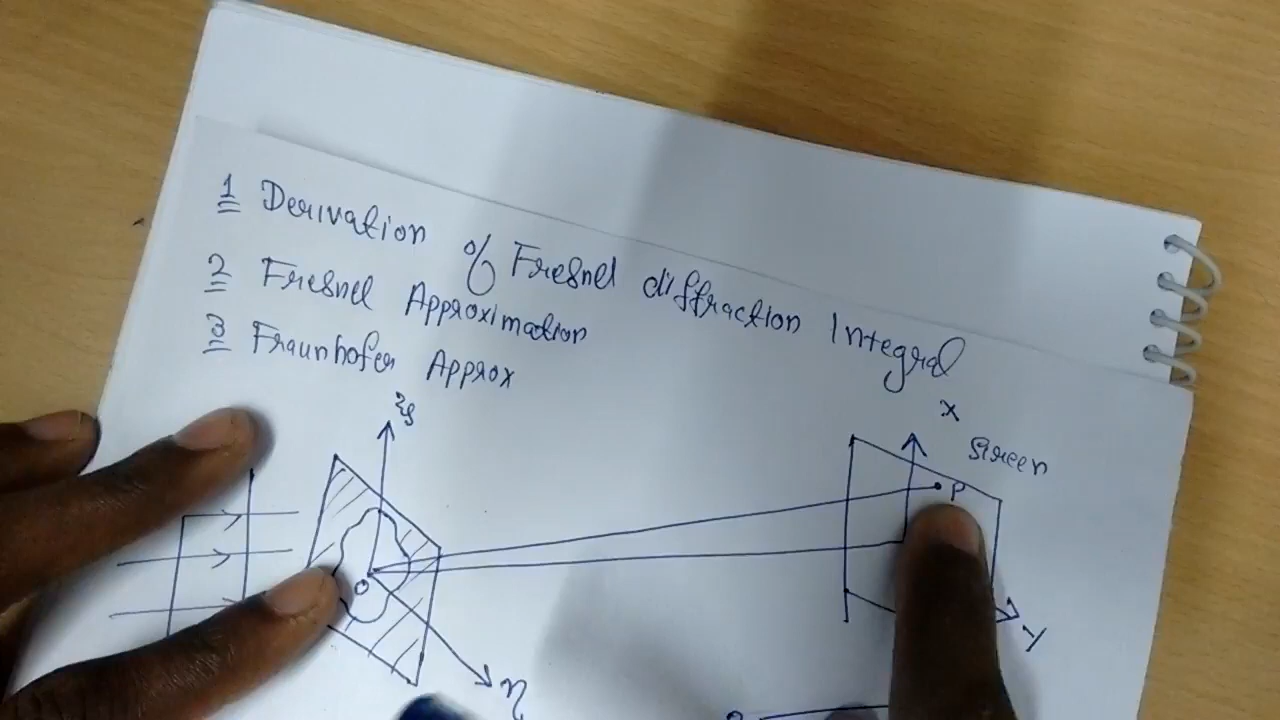 1 Derivation of Fresnel diffraction Integral
2 Fresnel Approximation
3 Fraunhofer Approx
x
Screen
P
O
η
Y